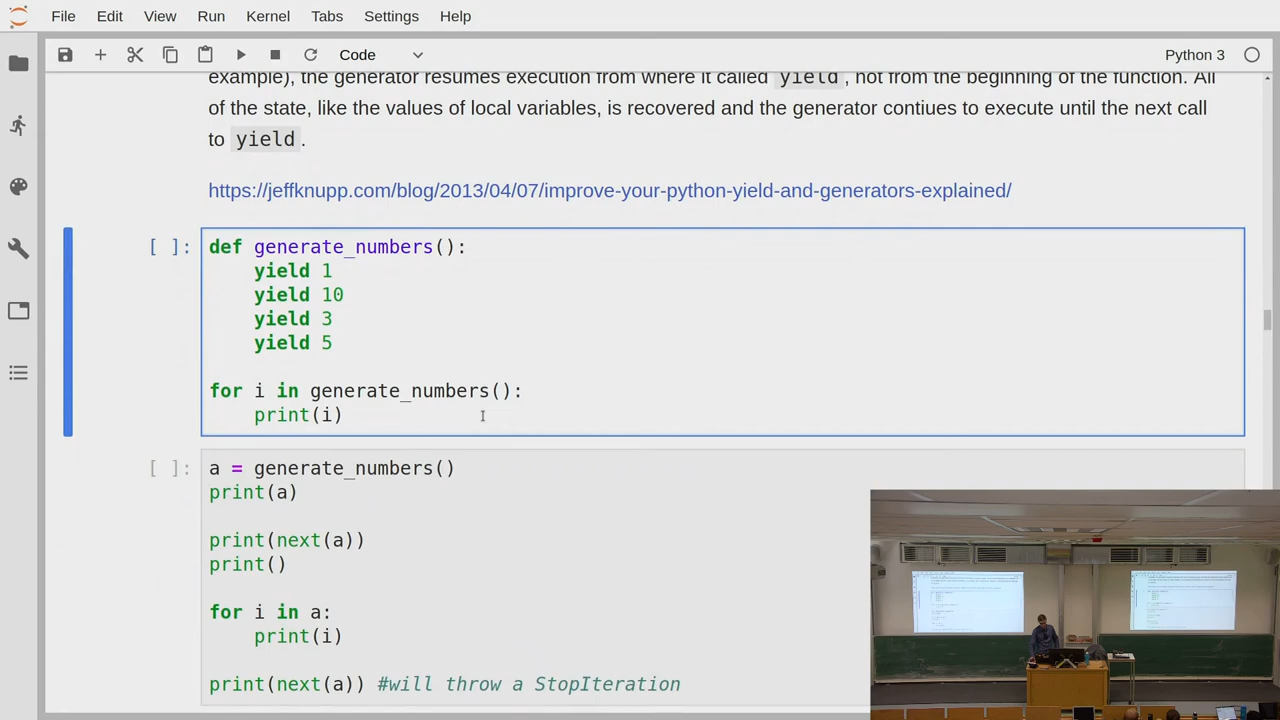 File Edit View Run Kernel Tabs Settings Help
Code Python 3
example), the generator resumes execution from where it called yield, not from the beginning of the function. All
of the state, like the values of local variables, is recovered and the generator contiues to execute until the next call
to yield.
https://jeffknupp.com/blog/2013/04/07/improve-your-python-yield-and-generators-explained/
[ ]: def generate_numbers():
yield 1
yield 10
yield 3
yield 5
for i in generate_numbers():
print(i)
[ ]: a = generate_numbers()
print(a)
print(next(a))
print()
for i in a:
print(i)
print(next(a)) #will throw a StopIteration